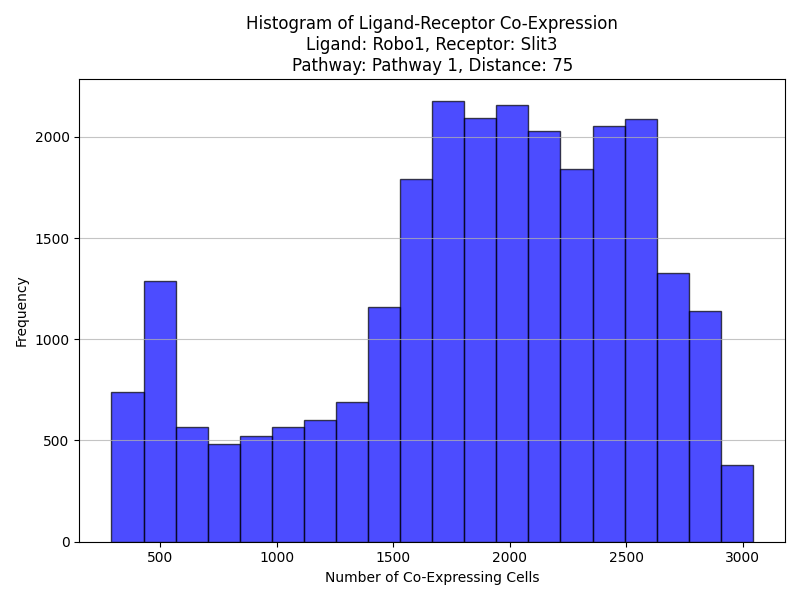 Histogram of Ligand-Receptor Co-Expression
Ligand: Robo1, Receptor: Slit3
Pathway: Pathway 1, Distance: 75
Frequency
2000
1500
1000
500
0
500 1000 1500 2000 2500 3000
Number of Co-Expressing Cells